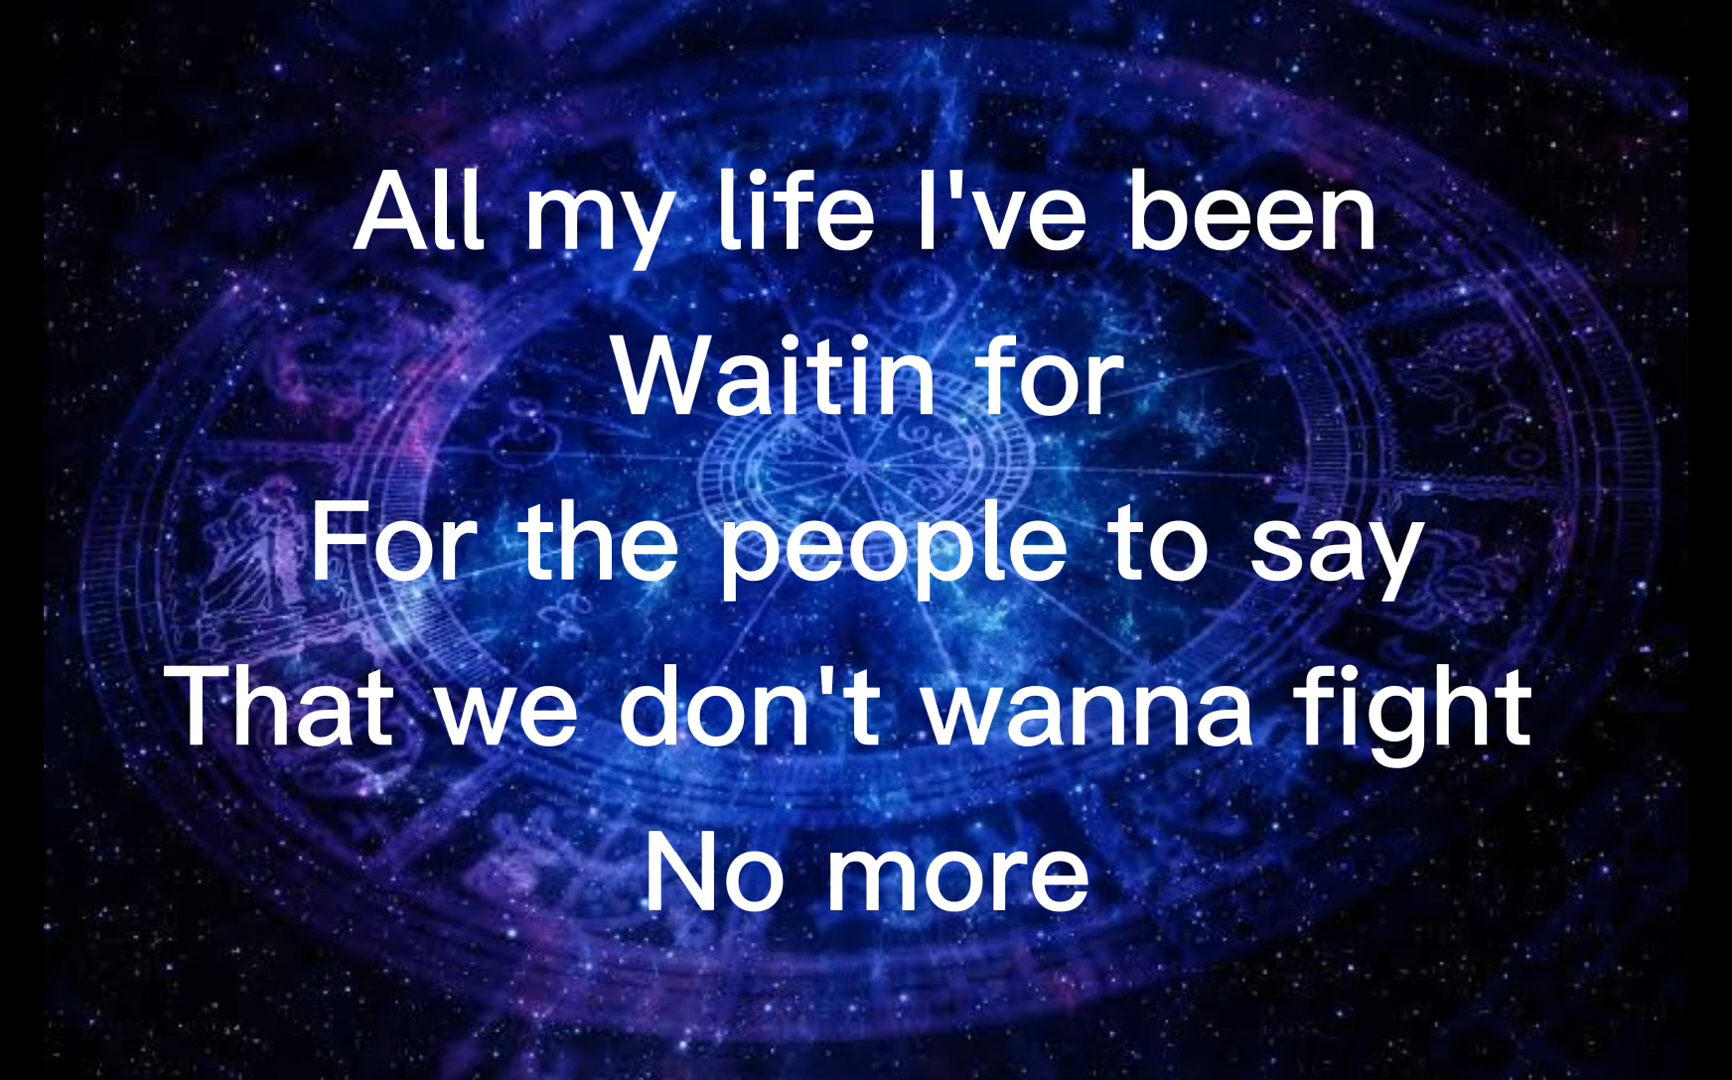 All my life I've been
Waitin for
For the people to say
That we don't wanna fight
No more